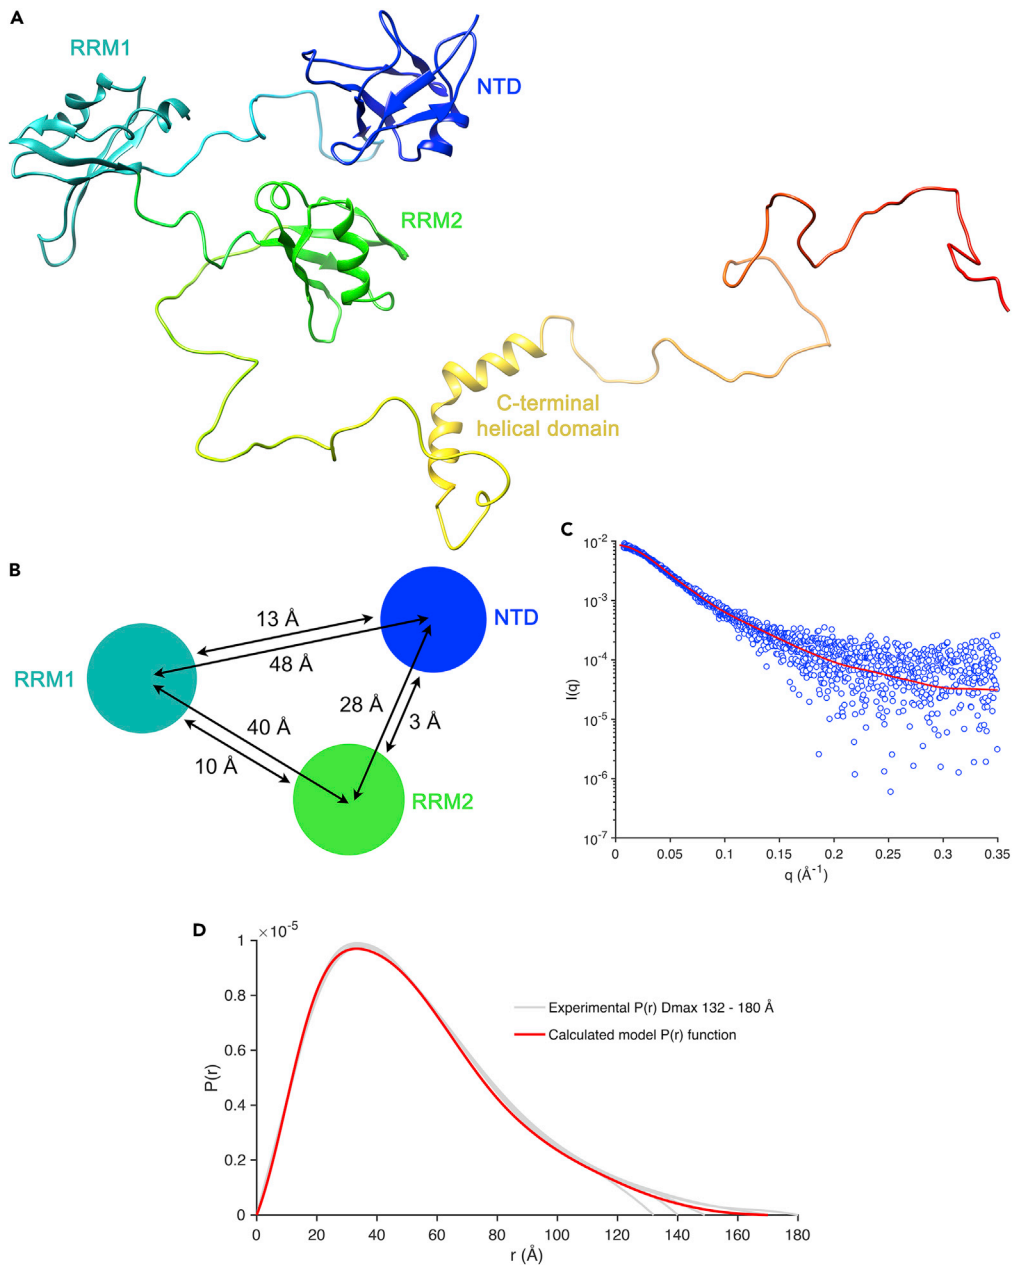 A
RRM1
NTD
RRM2
C-terminal
helical domain
B
13 Å
48 Å
NTD
RRM1
28 Å
3 Å
40 Å
10 Å
RRM2
C
10-2
10-3
10-4
10-5
10-6
10-7
I(q)
0
0.05
0.1
0.15
0.2
0.25
0.3
0.35
q (Å-1)
D
×10-5
1
0.8
0.6
0.4
0.2
0
P(r)
Experimental P(r) Dmax 132 - 180 Å
Calculated model P(r) function
0
20
40
60
80
100
120
140
160
180
r (Å)